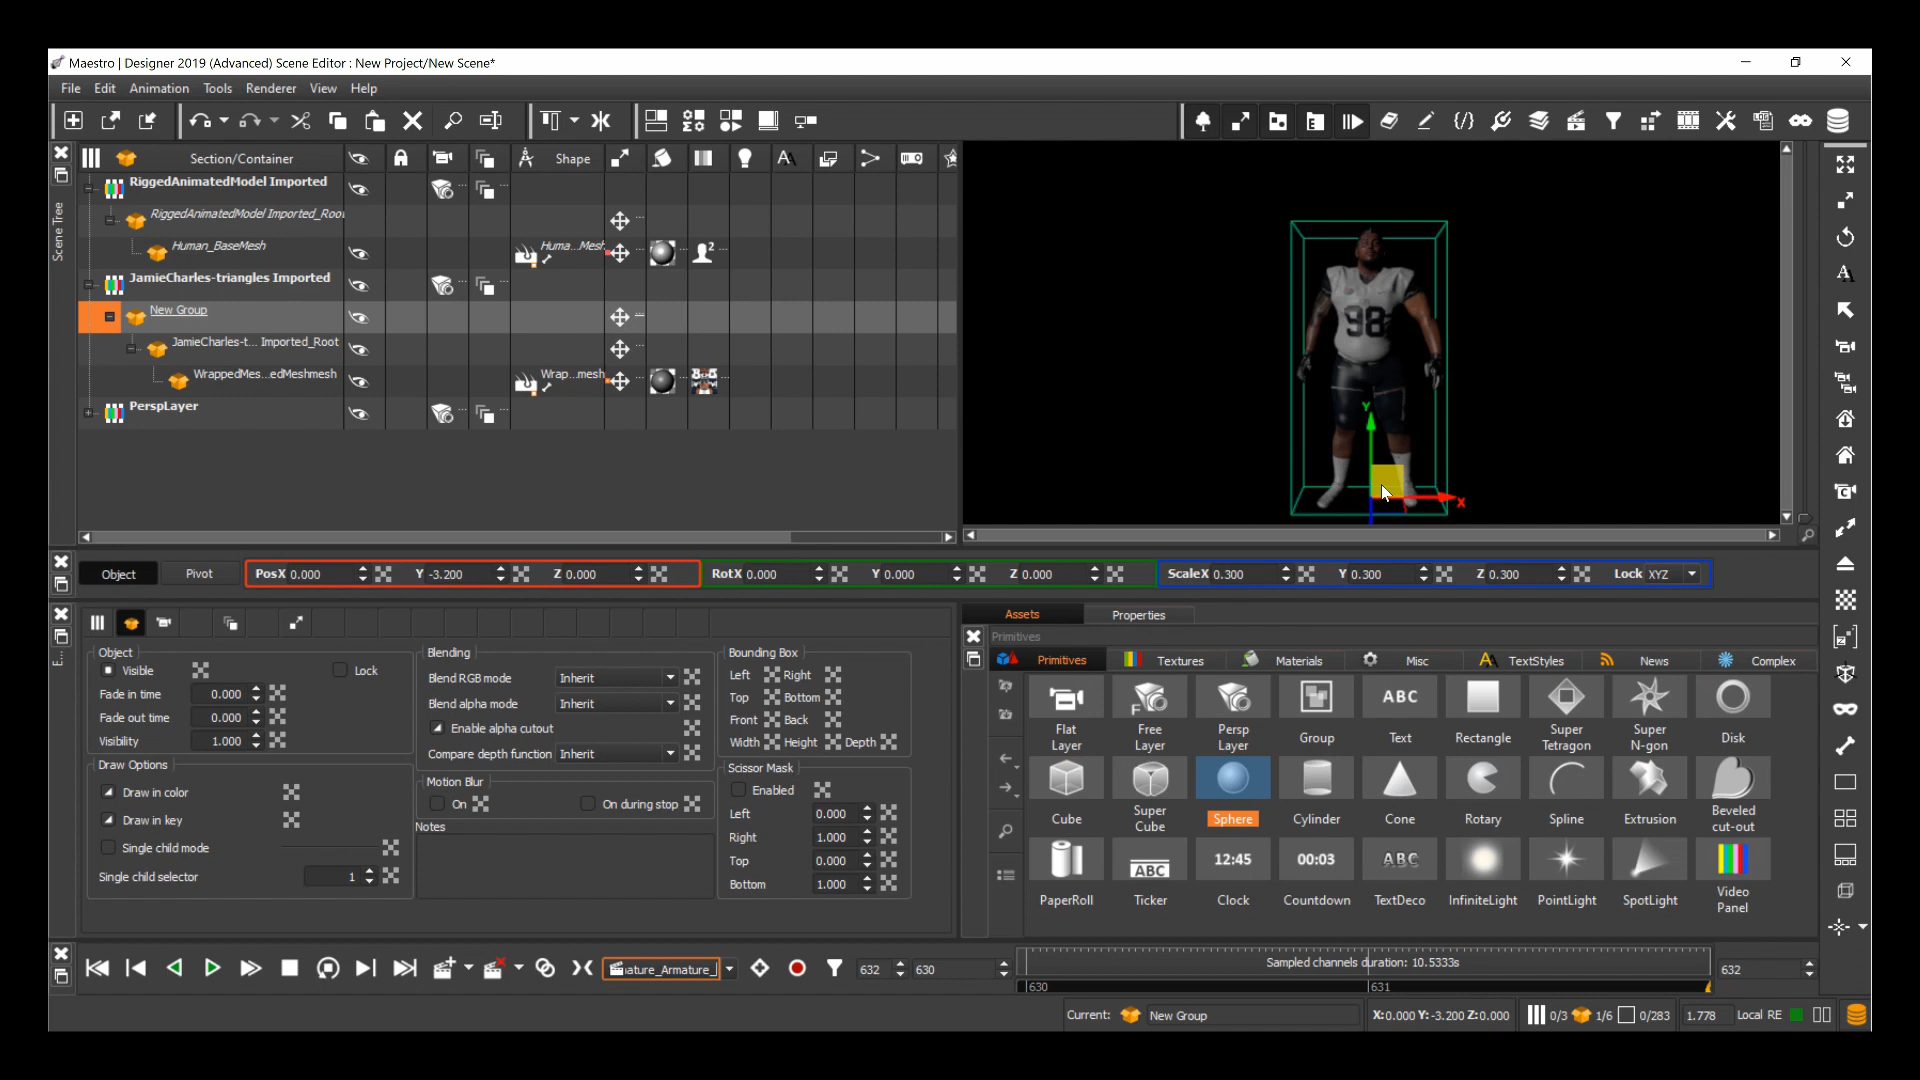 Maestro | Designer 2019 (Advanced) Scene Editor : New Project/New Scene*
File Edit Animation Tools Renderer View Help
Section/Container Shape
Scene Tree
RiggedAnimatedModel Imported
RiggedAnimatedModel Imported_Root
Human_BaseMesh Huma...Mesh
JamieCharles-triangles Imported
New Group
JamieCharles-t... Imported_Root
WrappedMes...edMeshmesh Wrap...mesh
PerspLayer
98
Y
X
Object Pivot PosX 0.000 Y -3.200 Z 0.000 RotX 0.000 Y 0.000 Z 0.000 ScaleX 0.300 Y 0.300 Z 0.300 Lock XYZ
E...
Object
Visible Lock
Fade in time 0.000
Fade out time 0.000
Visibility 1.000
Draw Options
Draw in color
Draw in key
Single child mode
Single child selector 1
Blending
Blend RGB mode Inherit
Blend alpha mode Inherit
Enable alpha cutout
Compare depth function Inherit
Motion Blur
On On during stop
Notes
Bounding Box
Left Right
Top Bottom
Front Back
Width Height Depth
Scissor Mask
Enabled
Left 0.000
Right 1.000
Top 0.000
Bottom 1.000
Assets Properties
Primitives
Primitives Textures Materials Misc TextStyles News Complex
Flat Layer Free Layer Persp Layer Group Text Rectangle Super Tetragon Super N-gon Disk
Cube Super Cube Sphere Cylinder Cone Rotary Spline Extrusion Beveled cut-out
PaperRoll Ticker Clock Countdown TextDeco InfiniteLight PointLight SpotLight Video Panel
ABC ABC 12:45 00:03 ABC
iature_Armature_| 632 630 Sampled channels duration: 10.5333s 632
630 631
Current: New Group X:0.000 Y:-3.200 Z:0.000 0/3 1/6 0/283 1.778 Local RE